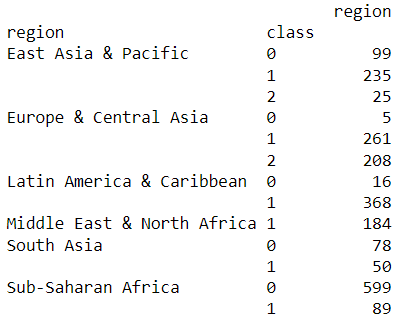 region
region class
East Asia & Pacific 0 99
1 235
2 25
Europe & Central Asia 0 5
1 261
2 208
Latin America & Caribbean 0 16
1 368
Middle East & North Africa 1 184
South Asia 0 78
1 50
Sub-Saharan Africa 0 599
1 89